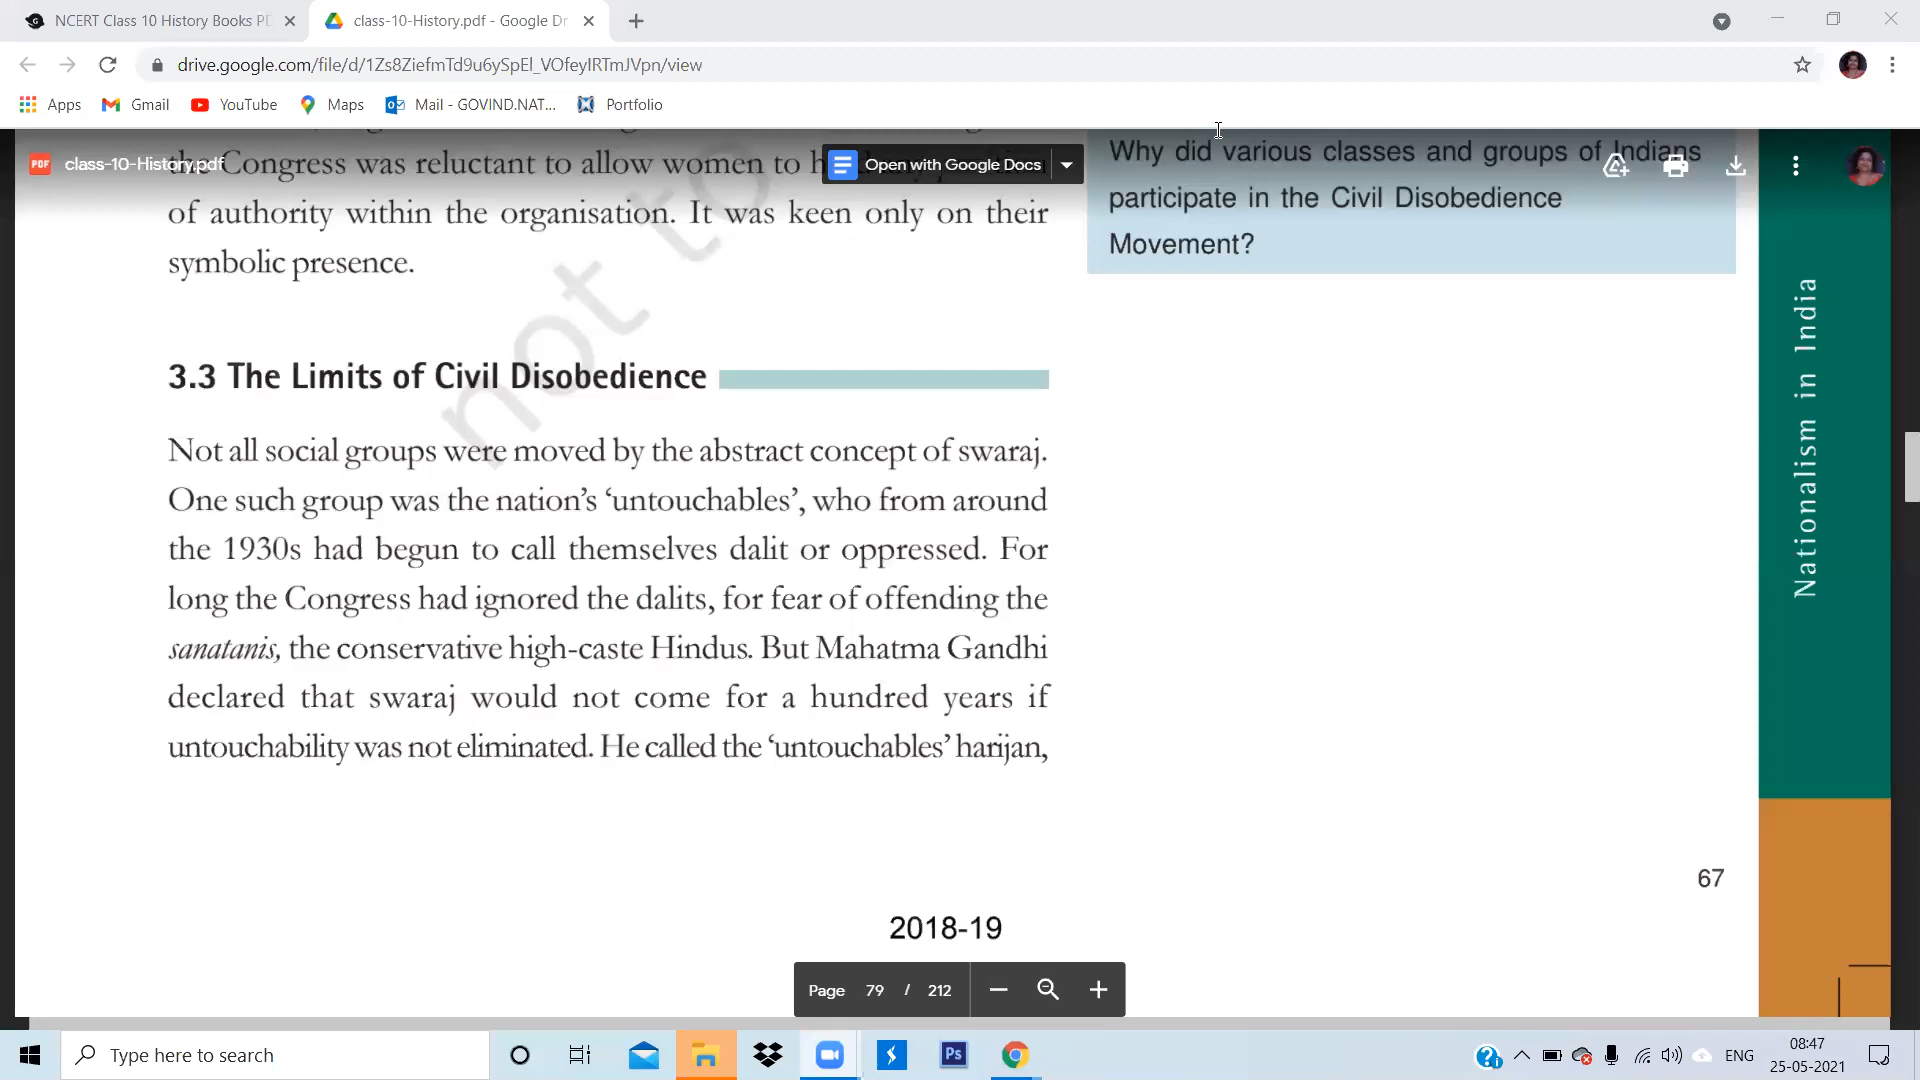 NCERT Class 10 History Books PD
class-10-History.pdf - Google Dr
drive.google.com/file/d/1Zs8ZiefmTd9u6ySpEl_VOfeyIRTmJVpn/view
Apps Gmail YouTube Maps Mail - GOVIND.NAT... Portfolio
PDF class-10-History.pdf
Open with Google Docs
the Congress was reluctant to allow women to
of authority within the organisation. It was keen only on their
symbolic presence.
Why did various classes and groups of Indians
participate in the Civil Disobedience
Movement?
not to
3.3 The Limits of Civil Disobedience
Not all social groups were moved by the abstract concept of swaraj.
One such group was the nation's 'untouchables', who from around
the 1930s had begun to call themselves dalit or oppressed. For
long the Congress had ignored the dalits, for fear of offending the
sanatanis, the conservative high-caste Hindus. But Mahatma Gandhi
declared that swaraj would not come for a hundred years if
untouchability was not eliminated. He called the 'untouchables' harijan,
Nationalism in India
67
2018-19
Page 79 / 212
Type here to search
Ps
ENG
08:47
25-05-2021